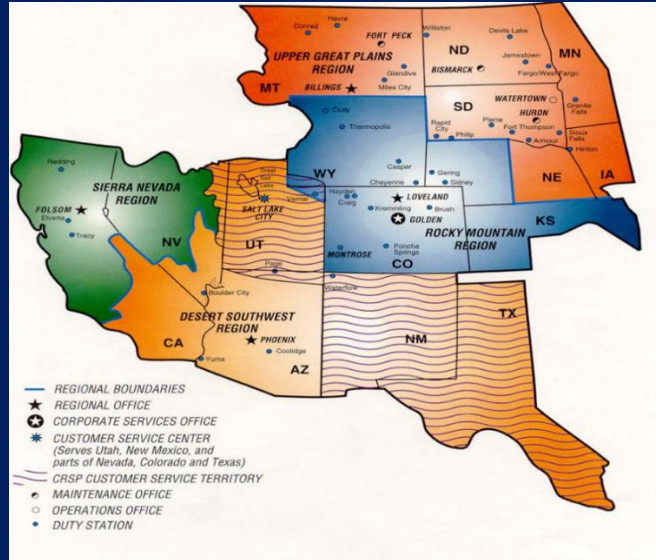 Conrad
Havre
FORT PECK
Williston
Devils Lake
UPPER GREAT PLAINS
REGION
ND
MN
Jamestown
Glendive
BISMARCK
Fargo/West Fargo
MT
BILLINGS
Miles City
SD
WATERTOWN
Granite
Falls
HURON
Cody
Thermopolis
Rapid
City
Pierre
Philip
Fort Thompson
Sioux
Falls
Armour
Hinton
Redding
SIERRA NEVADA
REGION
Great
Salt
Lake
WY
Casper
Gering
NE
IA
Cheyenne
Sidney
FOLSOM
Elverta
Tracy
SALT LAKE
CITY
Vernal
Hayden
Craig
LOVELAND
Kremmling
Brush
KS
GOLDEN
NV
UT
ROCKY MOUNTAIN
REGION
MONTROSE
Poncha
Springs
CO
Page
Waterflow
Boulder City
TX
DESERT SOUTHWEST
REGION
NM
CA
PHOENIX
Coolidge
AZ
Yuma
REGIONAL BOUNDARIES
REGIONAL OFFICE
CORPORATE SERVICES OFFICE
CUSTOMER SERVICE CENTER
(Serves Utah, New Mexico, and
parts of Nevada, Colorado and Texas)
CRSP CUSTOMER SERVICE TERRITORY
MAINTENANCE OFFICE
OPERATIONS OFFICE
DUTY STATION